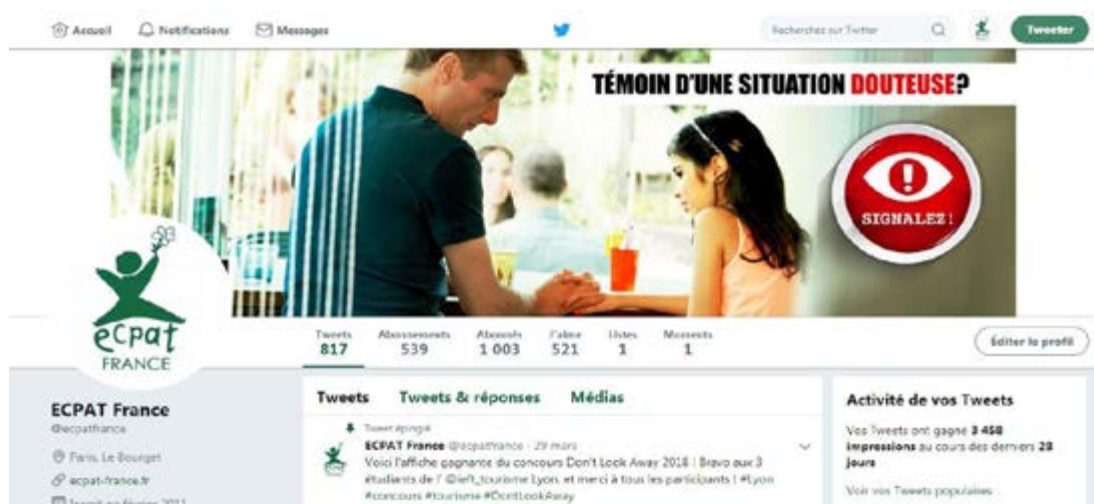 Accueil Notifications Messages Recherchez sur Twitter Tweeter
TÉMOIN D'UNE SITUATION DOUTEUSE?
SIGNALEZ!
ecpat
FRANCE
Tweets Abonnements Abonnés J'aime Listes Moments
817 539 1 003 521 1 1
Éditer le profil
ECPAT France
@ecpatfrance
Paris, Le Bourget
ecpat-france.fr
Inscrit en février 2011
Tweets Tweets & réponses Médias
Tweet épinglé
ECPAT France @ecpatfrance · 29 mars
Voici l'affiche gagnante du concours Don't Look Away 2018 ! Bravo aux 3
étudiants de l' @ieft_tourisme Lyon, et merci à tous les participants ! #Lyon
#concours #tourisme #DontLookAway
Activité de vos Tweets
Vos Tweets ont gagné 3 458
impressions au cours des derniers 28
jours
Voir vos Tweets populaires